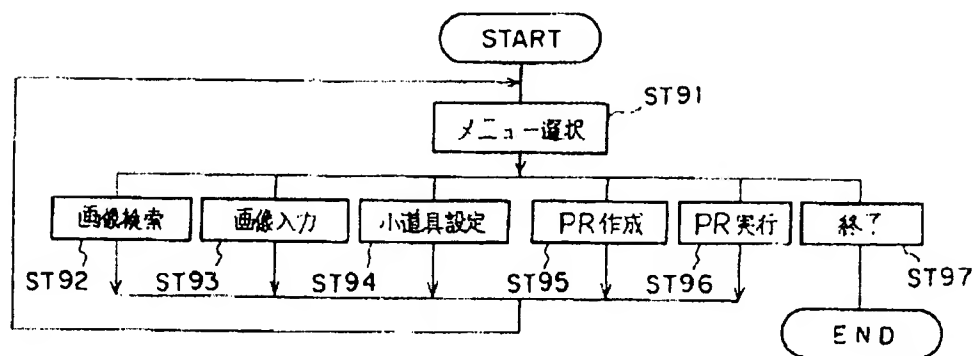 START
ST91
メニュー選択
画像検索
画像入力
小道具設定
PR作成
PR実行
終了
ST92
ST93
ST94
ST95
ST96
ST97
END